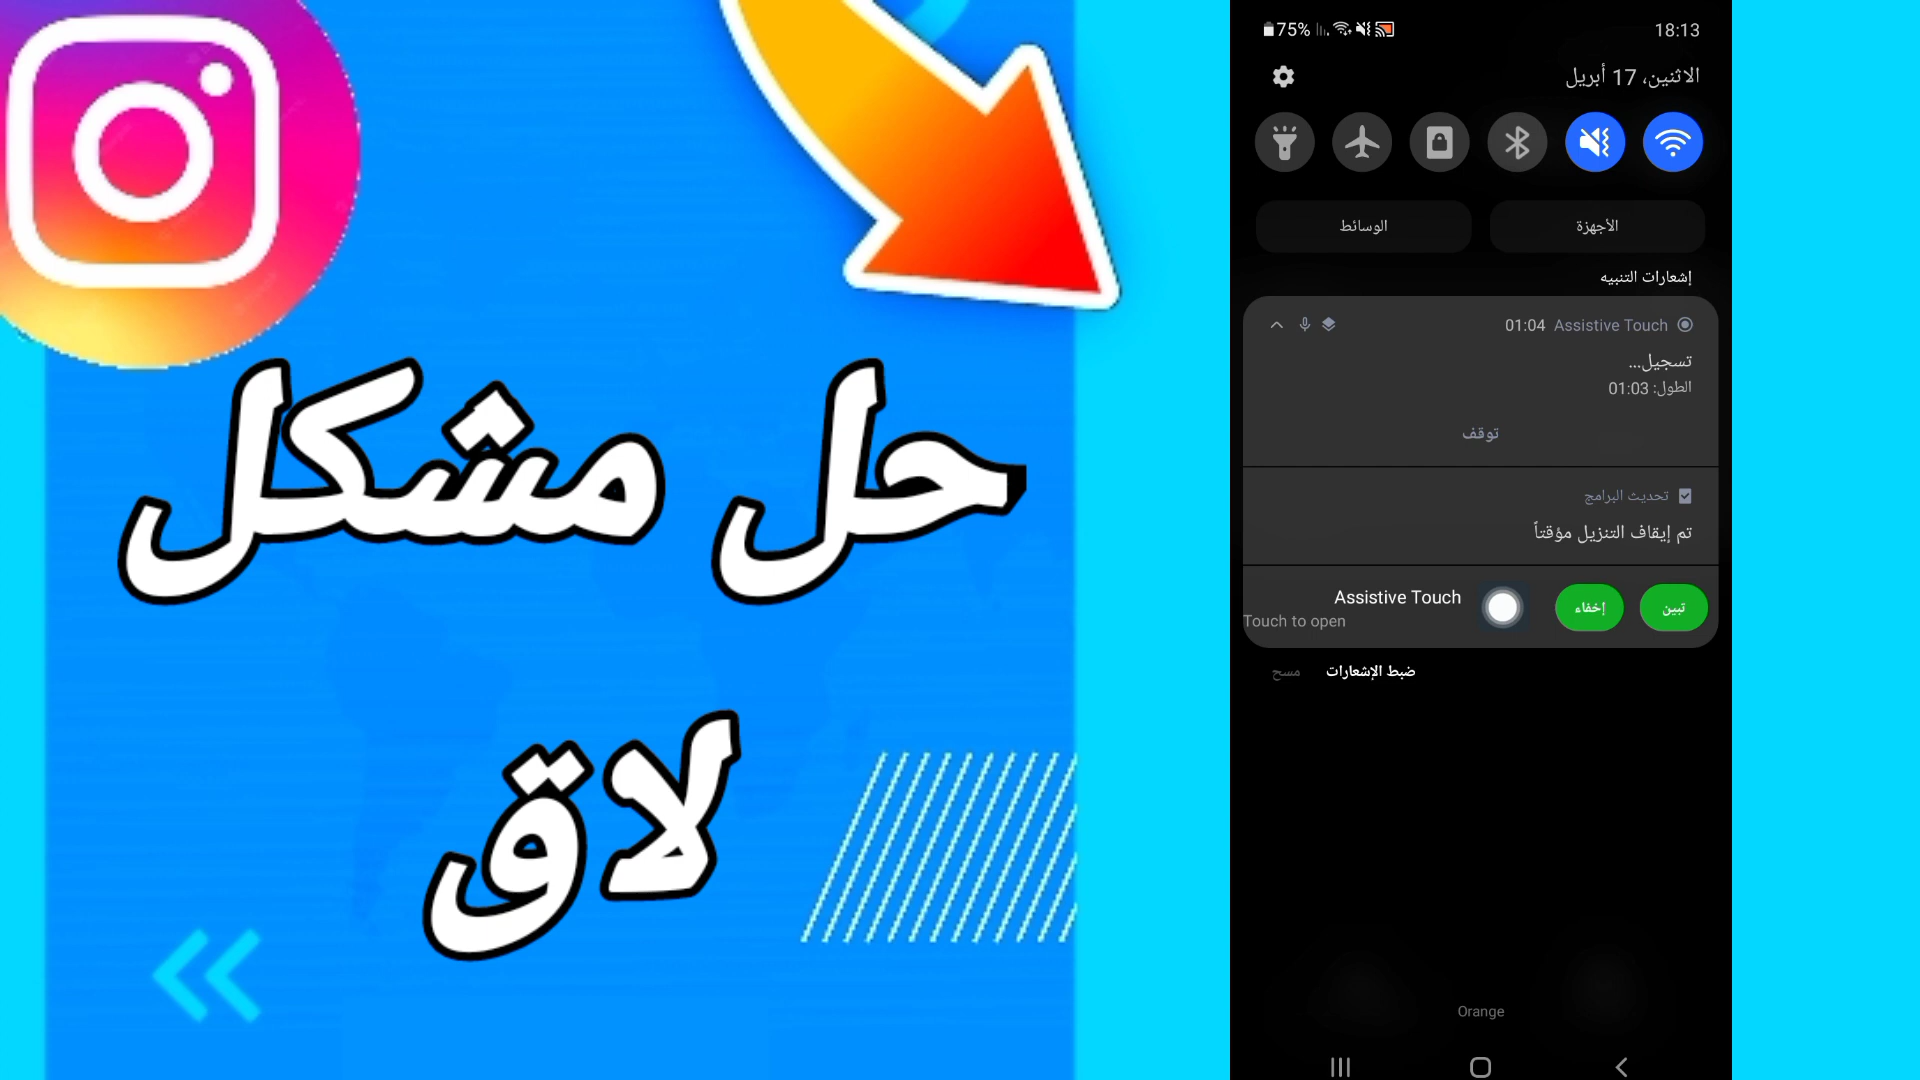 حل مشكل
لاق
75%
18:13
الاثنين، 17 أبريل
الأجهزة
الوسائط
إشعارات التنبيه
Assistive Touch 01:04
تسجيل...
الطول: 01:03
توقف
تحديث البرامج
تم إيقاف التنزيل مؤقتاً
تبين
إخفاء
Assistive Touch
Touch to open
ضبط الإشعارات
مسح
Orange